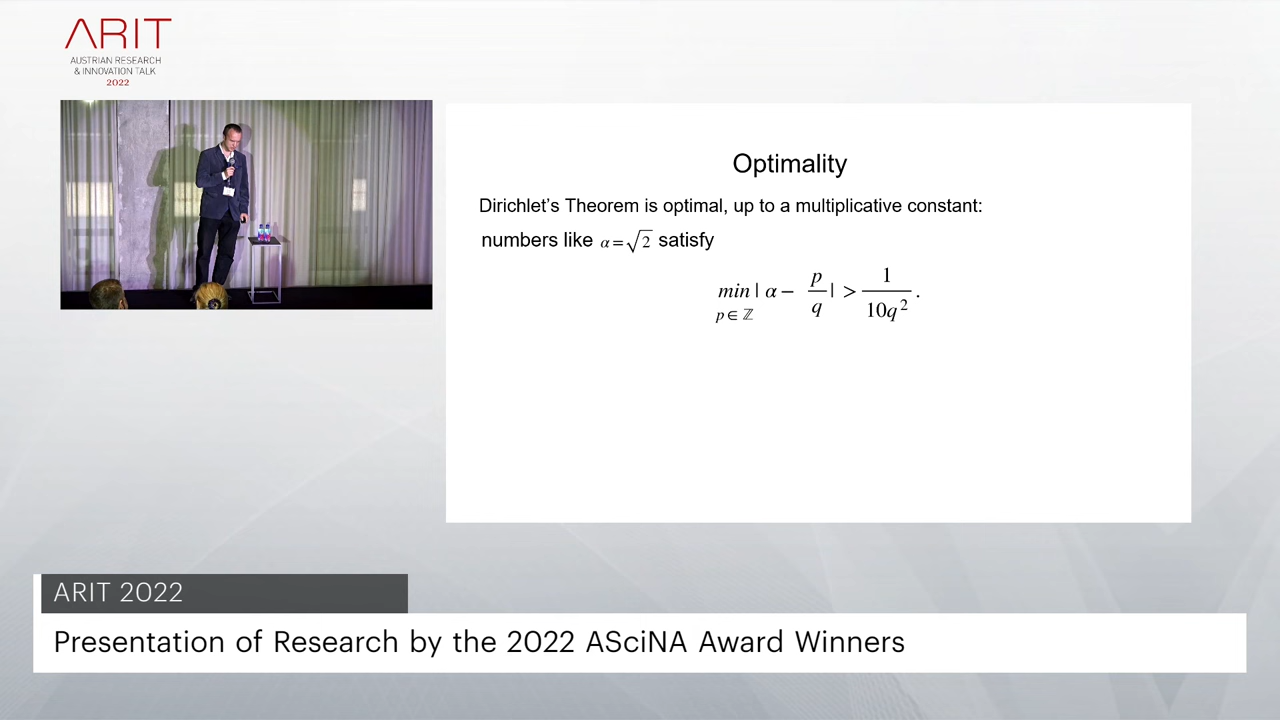 ARIT
AUSTRIAN RESEARCH
& INNOVATION TALK
2022
Optimality
Dirichlet’s Theorem is optimal, up to a multiplicative constant:
numbers like α=√2 satisfy
min | α − p/q | > 1/10q² .
p ∈ ℤ
ARIT 2022
Presentation of Research by the 2022 ASciNA Award Winners